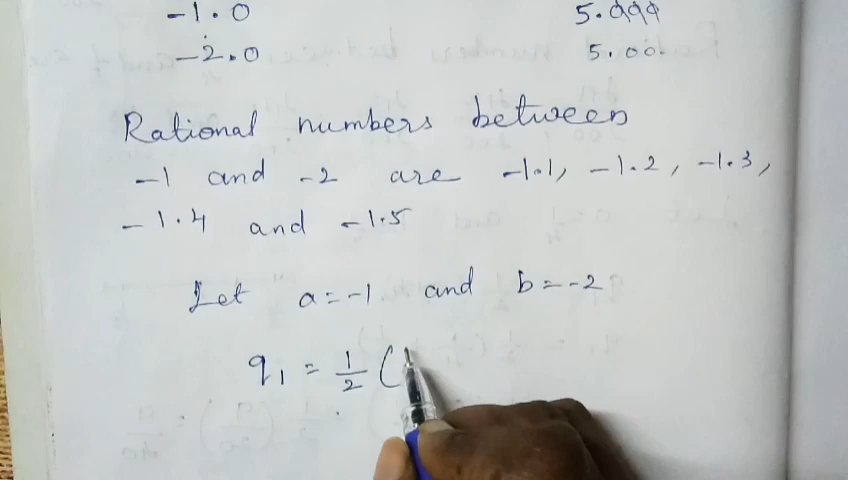 -1.0 5.999
-2.0 5.00.
Rational numbers between
-1 and -2 are -1.1, -1.2, -1.3,
-1.4 and -1.5
Let a=-1 and b=-2
q₁ = 1/2 (